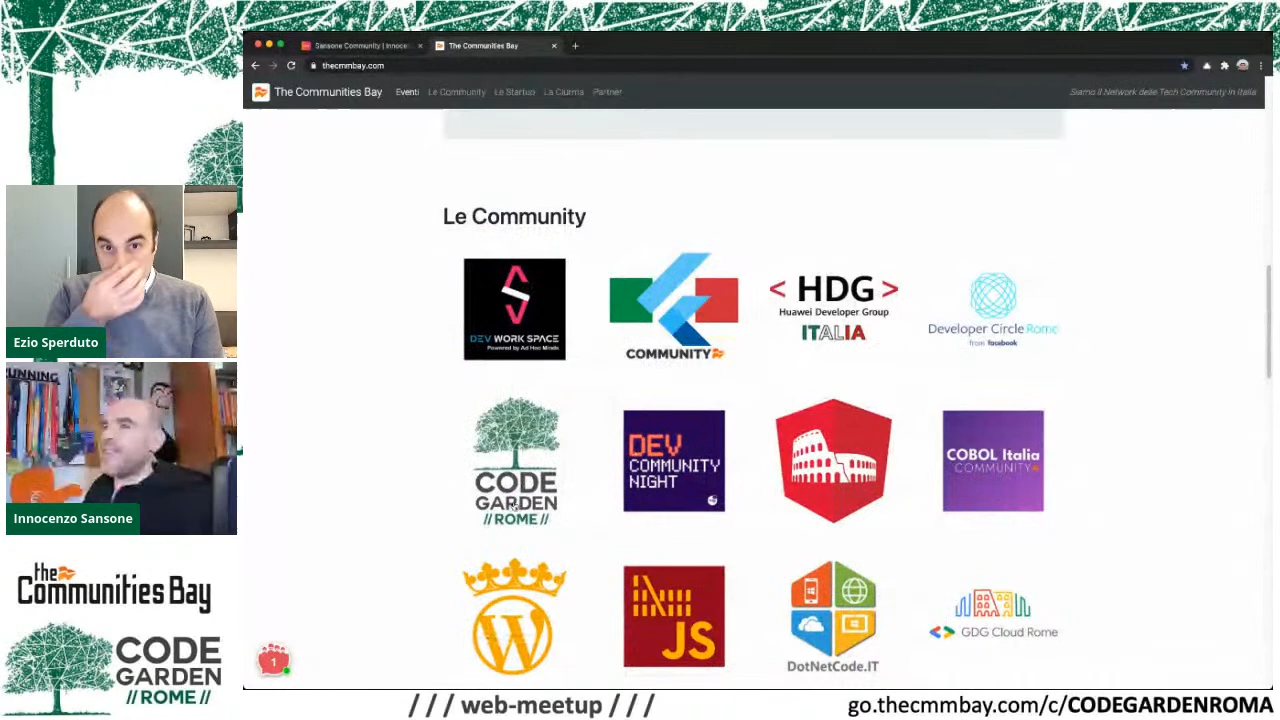 Sansone Community | Innoce
The Communities Bay
thecmmbay.com
The Communities Bay
Eventi
Le Community
Le Startup
La Ciurma
Partner
Siamo il Network delle Tech Community in Italia
Le Community
DEV WORK SPACE
Powered by Ad Hoc Minds
COMMUNITY
< HDG >
Huawei Developer Group
ITALIA
Developer Circle Rome
from facebook
CODE
GARDEN
//ROME//
DEV
COMMUNITY
NIGHT
COBOL Italia
COMMUNITY
W
JS
DotNetCode.IT
GDG Cloud Rome
RUNNING
Ezio Sperduto
Innocenzo Sansone
the
Communities Bay
CODE
GARDEN
//ROME//
1
/ / / web-meetup / / /
go.thecmmbay.com/c/CODEGARDENROMA